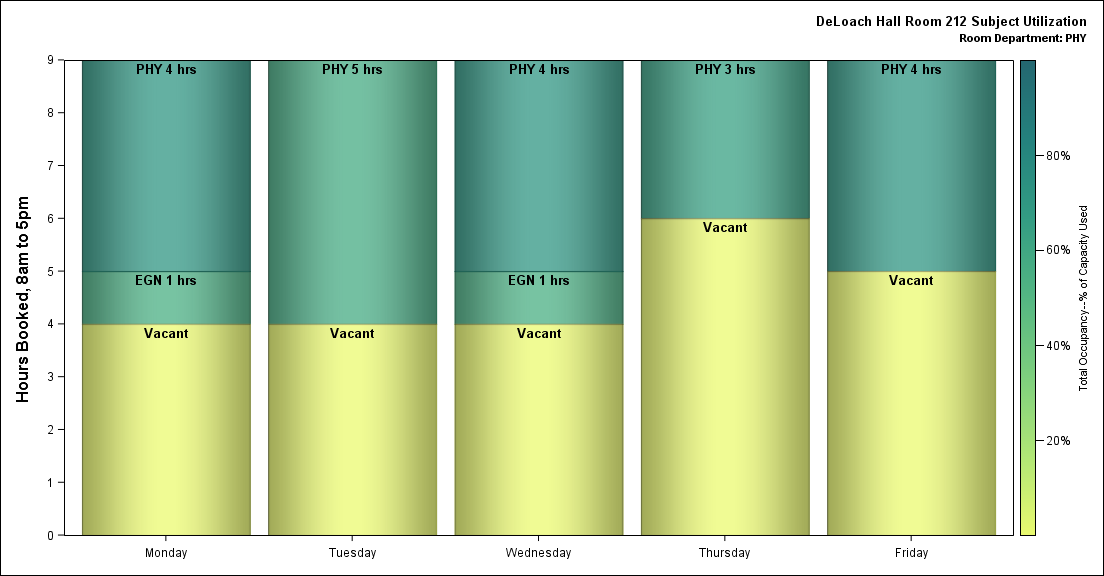 DeLoach Hall Room 212 Subject Utilization
Room Department: PHY
Hours Booked, 8am to 5pm
9
8
7
6
5
4
3
2
1
0
PHY 4 hrs
EGN 1 hrs
Vacant
PHY 5 hrs
Vacant
PHY 4 hrs
EGN 1 hrs
Vacant
PHY 3 hrs
Vacant
PHY 4 hrs
Vacant
Monday
Tuesday
Wednesday
Thursday
Friday
80%
60%
40%
20%
Total Occupancy--% of Capacity Used